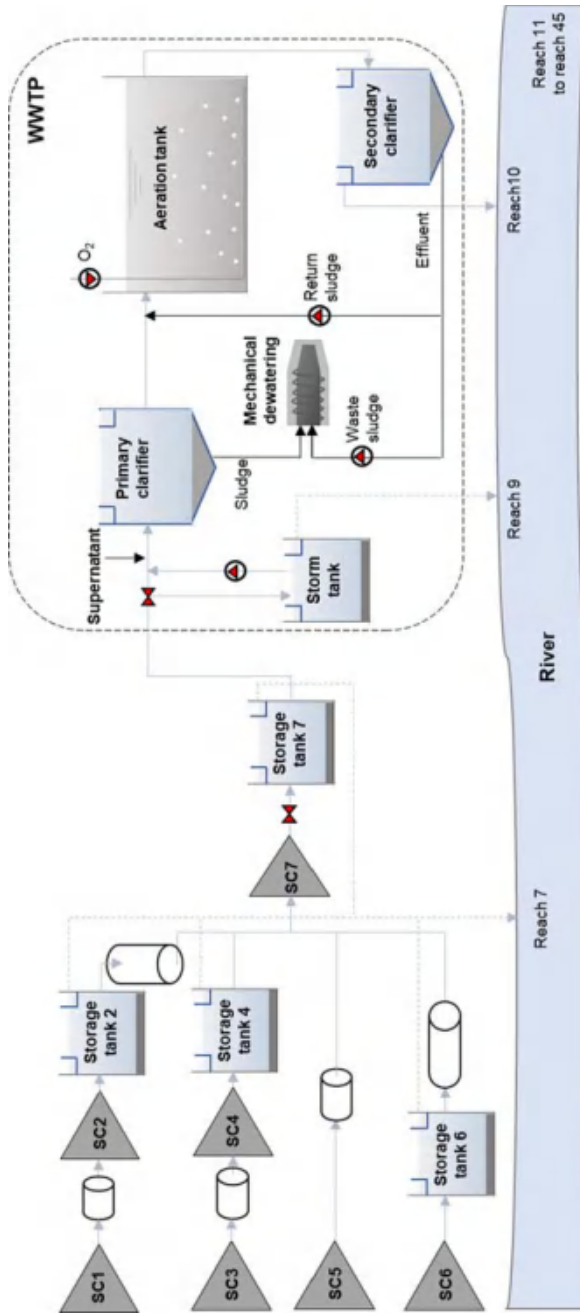 SC1
SC2
Storage
tank 2
SC3
SC4
Storage
tank 4
SC5
SC6
Storage
tank 6
SC7
Storage
tank 7
WWTP
Supernatant
Primary
clarifier
Sludge
Storm
tank
O₂
Aeration tank
Mechanical
dewatering
Return
sludge
Waste
sludge
Secondary
clarifier
Effluent
Reach 7
River
Reach 9
Reach10
Reach 11
to reach 45